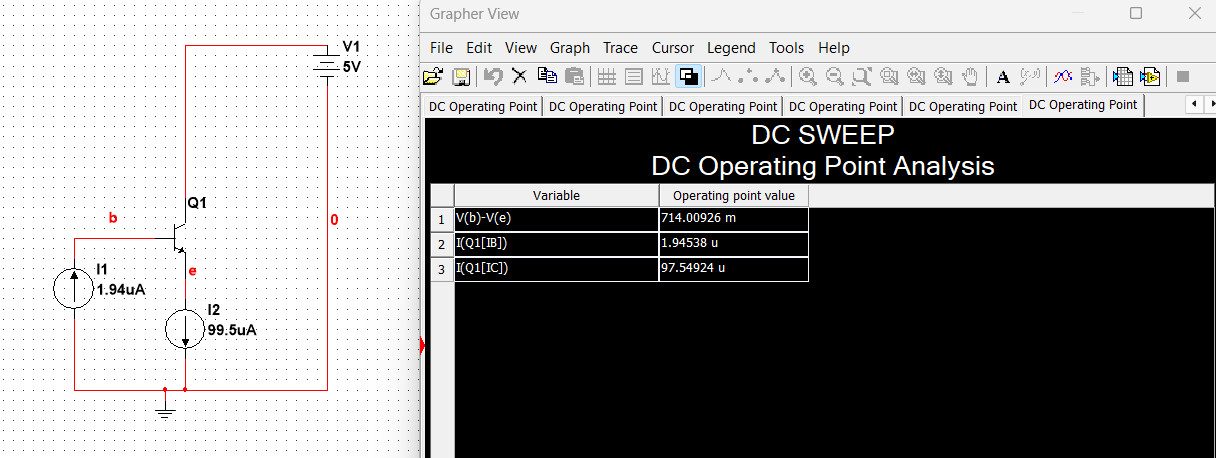 V1
5V
Q1
b
0
e
I1
1.94uA
I2
99.5uA
Grapher View
File Edit View Graph Trace Cursor Legend Tools Help
A
DC Operating Point DC Operating Point DC Operating Point DC Operating Point DC Operating Point DC Operating Point
DC SWEEP
DC Operating Point Analysis
Variable Operating point value
1 V(b)-V(e) 714.00926 m
2 I(Q1[IB]) 1.94538 u
3 I(Q1[IC]) 97.54924 u